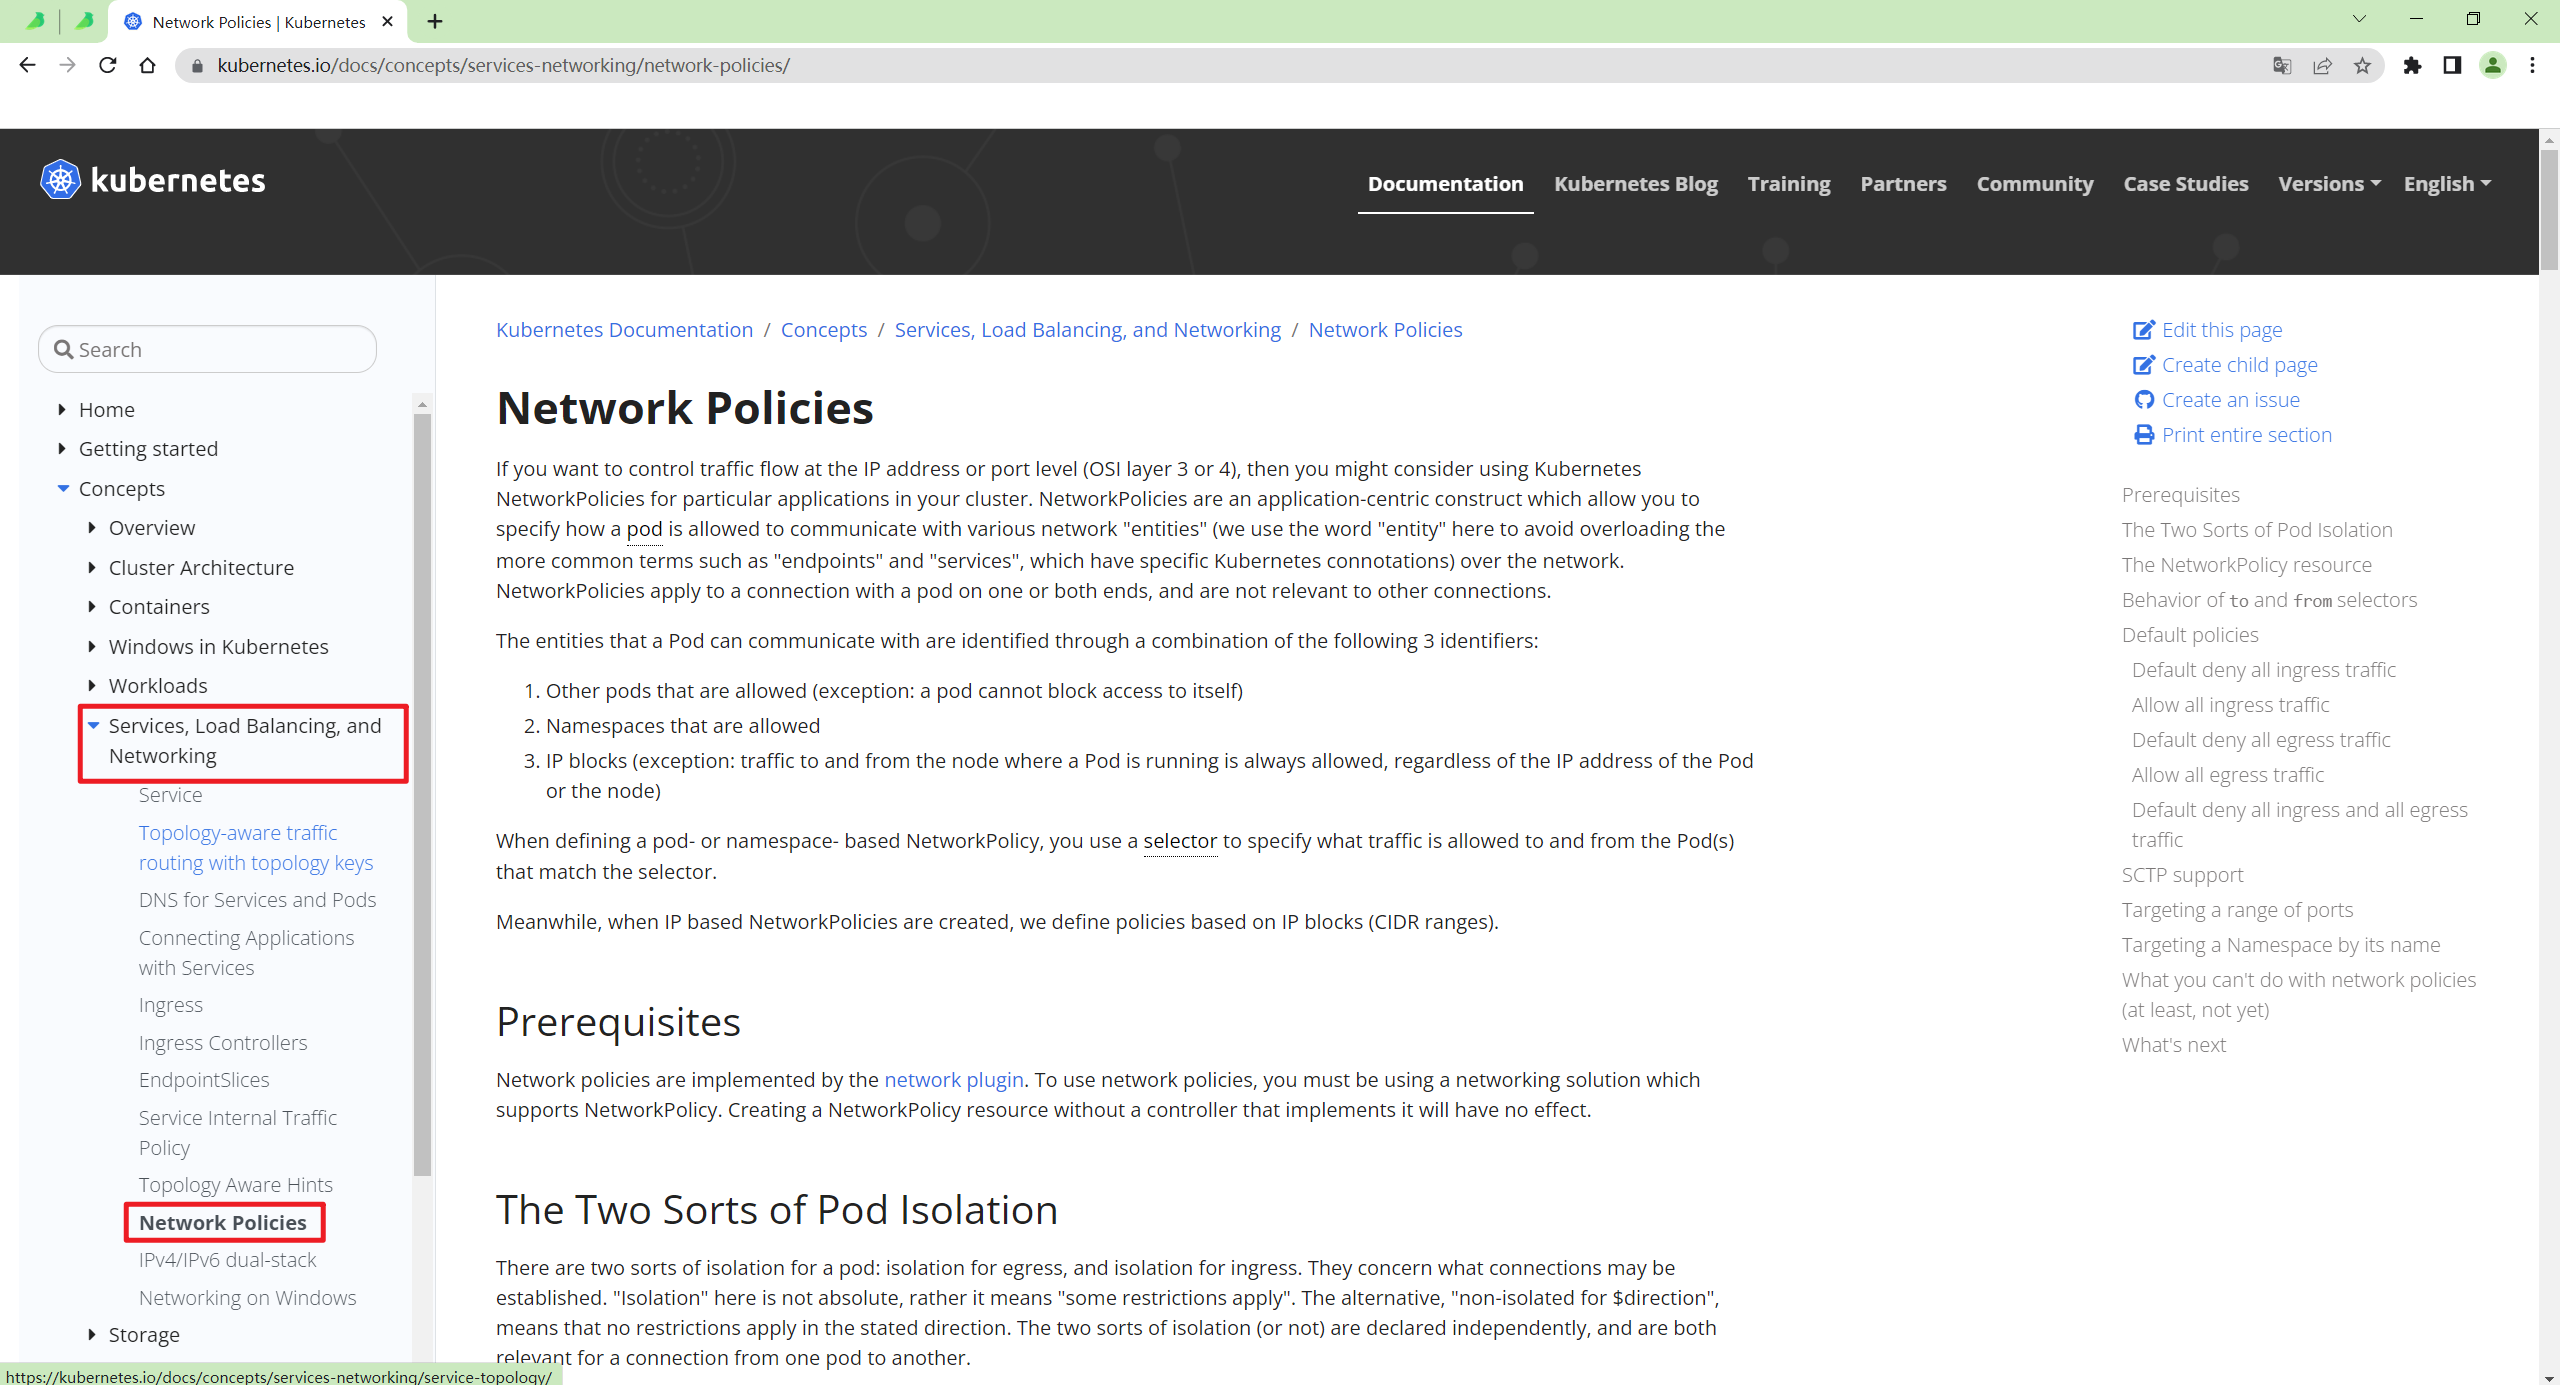 Network Policies | Kubernetes
kubernetes.io/docs/concepts/services-networking/network-policies/
kubernetes
Documentation
Kubernetes Blog
Training
Partners
Community
Case Studies
Versions
English
Search
Home
Getting started
Concepts
Overview
Cluster Architecture
Containers
Windows in Kubernetes
Workloads
Services, Load Balancing, and
Networking
Service
Topology-aware traffic
routing with topology keys
DNS for Services and Pods
Connecting Applications
with Services
Ingress
Ingress Controllers
EndpointSlices
Service Internal Traffic
Policy
Topology Aware Hints
Network Policies
IPv4/IPv6 dual-stack
Networking on Windows
Storage
Kubernetes Documentation / Concepts / Services, Load Balancing, and Networking / Network Policies
Network Policies
If you want to control traffic flow at the IP address or port level (OSI layer 3 or 4), then you might consider using Kubernetes
NetworkPolicies for particular applications in your cluster. NetworkPolicies are an application-centric construct which allow you to
specify how a pod is allowed to communicate with various network "entities" (we use the word "entity" here to avoid overloading the
more common terms such as "endpoints" and "services", which have specific Kubernetes connotations) over the network.
NetworkPolicies apply to a connection with a pod on one or both ends, and are not relevant to other connections.
The entities that a Pod can communicate with are identified through a combination of the following 3 identifiers:
1. Other pods that are allowed (exception: a pod cannot block access to itself)
2. Namespaces that are allowed
3. IP blocks (exception: traffic to and from the node where a Pod is running is always allowed, regardless of the IP address of the Pod
or the node)
When defining a pod- or namespace- based NetworkPolicy, you use a selector to specify what traffic is allowed to and from the Pod(s)
that match the selector.
Meanwhile, when IP based NetworkPolicies are created, we define policies based on IP blocks (CIDR ranges).
Prerequisites
Network policies are implemented by the network plugin. To use network policies, you must be using a networking solution which
supports NetworkPolicy. Creating a NetworkPolicy resource without a controller that implements it will have no effect.
The Two Sorts of Pod Isolation
There are two sorts of isolation for a pod: isolation for egress, and isolation for ingress. They concern what connections may be
established. "Isolation" here is not absolute, rather it means "some restrictions apply". The alternative, "non-isolated for $direction",
means that no restrictions apply in the stated direction. The two sorts of isolation (or not) are declared independently, and are both
relevant for a connection from one pod to another.
Edit this page
Create child page
Create an issue
Print entire section
Prerequisites
The Two Sorts of Pod Isolation
The NetworkPolicy resource
Behavior of to and from selectors
Default policies
Default deny all ingress traffic
Allow all ingress traffic
Default deny all egress traffic
Allow all egress traffic
Default deny all ingress and all egress
traffic
SCTP support
Targeting a range of ports
Targeting a Namespace by its name
What you can't do with network policies
(at least, not yet)
What's next
https://kubernetes.io/docs/concepts/services-networking/service-topology/